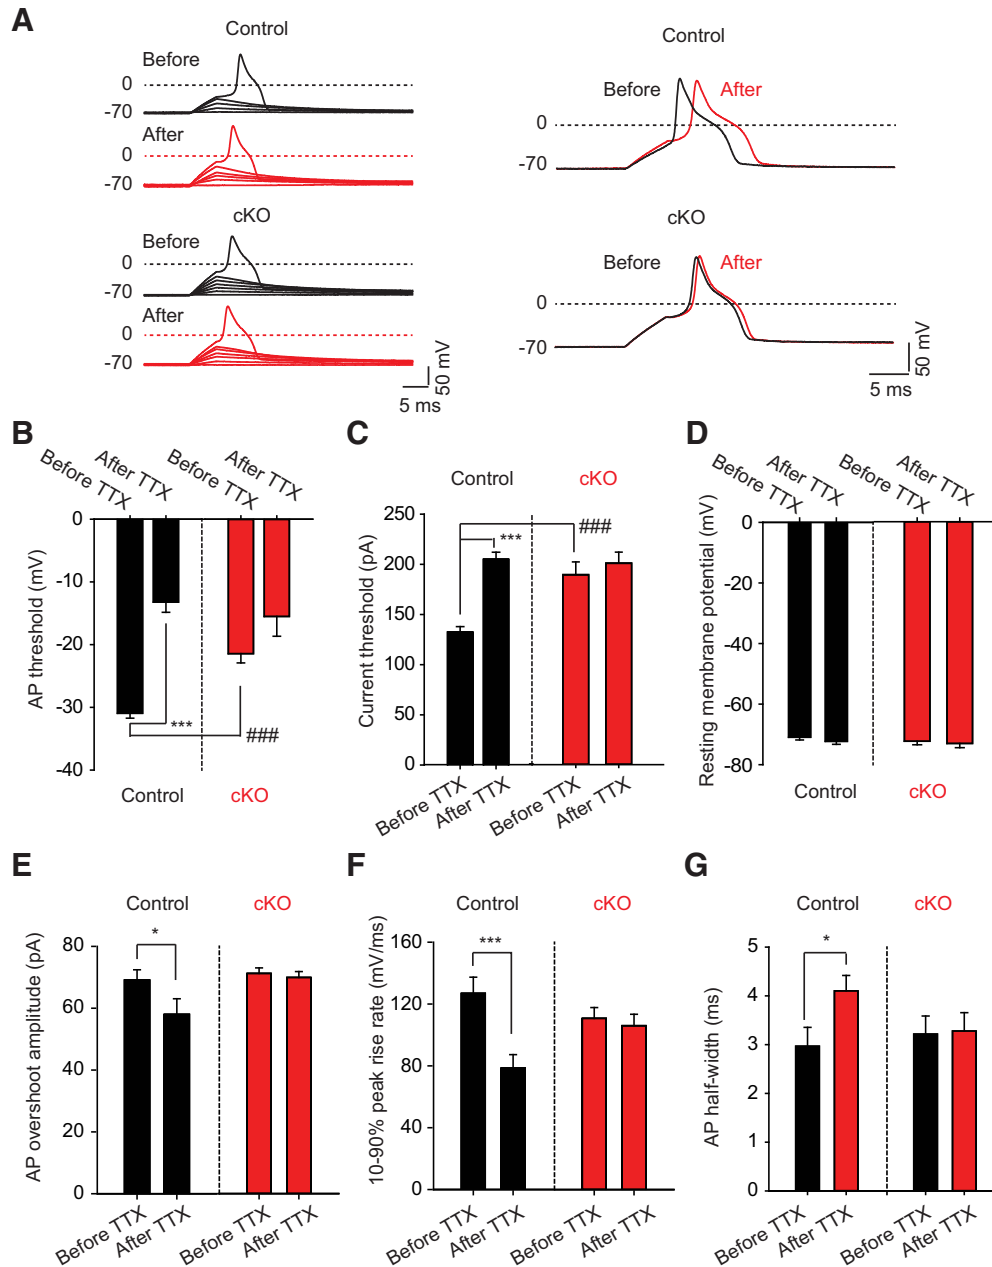 A
Control
Before
0
-70
After
0
-70
cKO
Before
0
-70
After
0
-70
50 mV
5 ms
Control
Before
After
0
-70
cKO
Before
After
0
-70
50 mV
5 ms
B
Before TTX
After TTX
Before TTX
After TTX
AP threshold (mV)
0
-10
-20
-30
-40
***
###
Control
cKO
C
Control
cKO
Current threshold (pA)
250
200
150
100
50
0
***
###
Before TTX
After TTX
Before TTX
After TTX
D
Before TTX
After TTX
Before TTX
After TTX
Resting membrane potential (mV)
0
-20
-40
-60
-80
Control
cKO
E
Control
cKO
AP overshoot amplitude (pA)
80
60
40
20
0
*
Before TTX
After TTX
Before TTX
After TTX
F
Control
cKO
10-90% peak rise rate (mV/ms)
160
120
80
40
0
***
Before TTX
After TTX
Before TTX
After TTX
G
Control
cKO
AP half-width (ms)
5
4
3
2
1
0
*
Before TTX
After TTX
Before TTX
After TTX